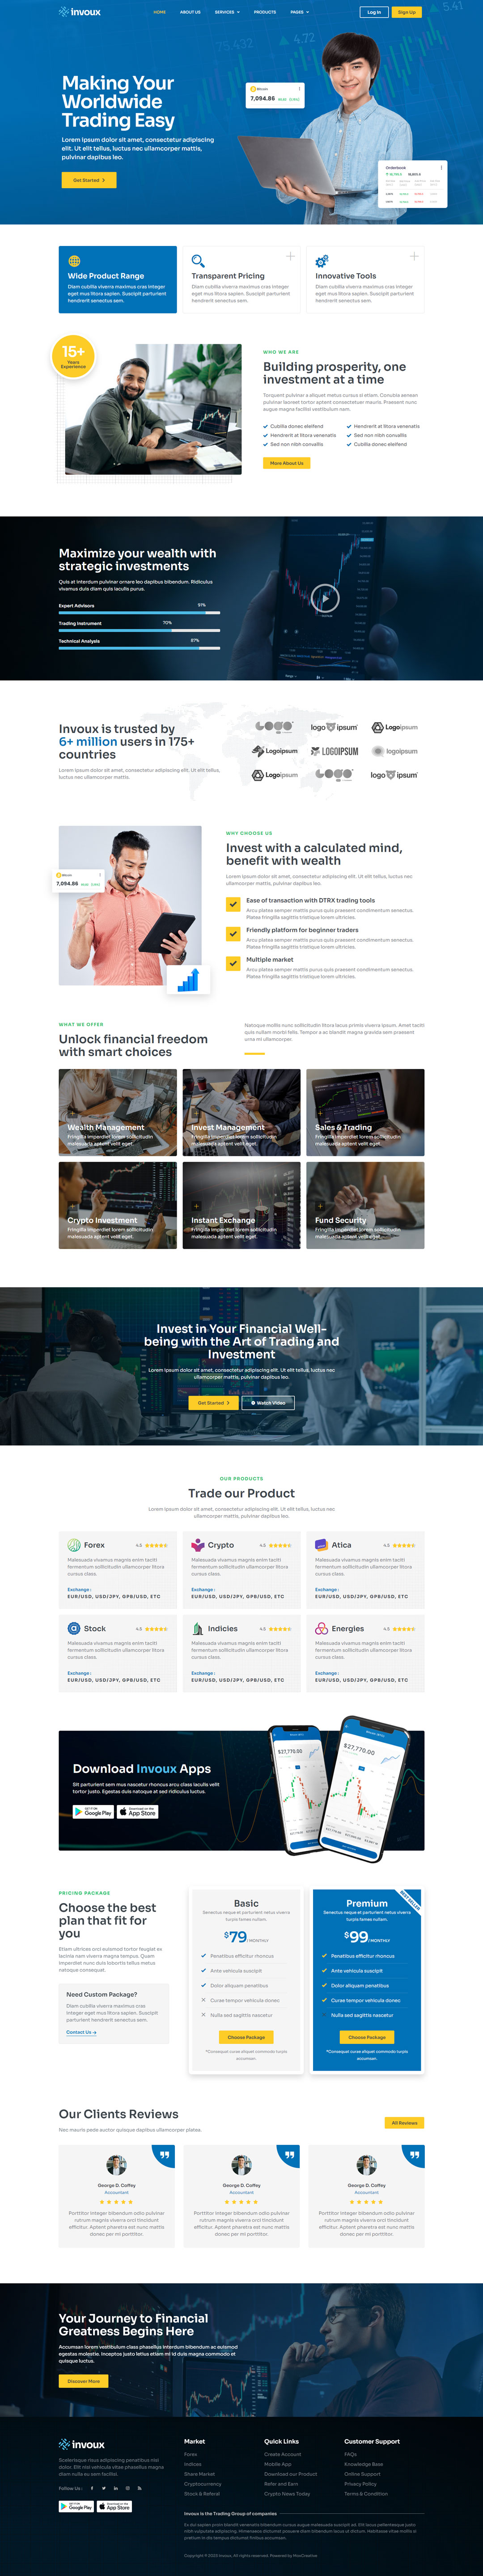 invoux
HOME
ABOUT US
SERVICES
PRODUCTS
PAGES
Log In
Sign Up
5.41
4.72
5.432
Making Your
Worldwide
Trading Easy
Lorem ipsum dolor sit amet, consectetur adipiscing
elit. Ut elit tellus, luctus nec ullamcorper mattis,
pulvinar dapibus leo.
Get Started
Bitcoin
7,094.86
Orderbook
Wide Product Range
Diam cubilia viverra maximus cras integer
eget mus litora sapien. Suscipit parturient
hendrerit senectus sem.
Transparent Pricing
Diam cubilia viverra maximus cras integer
eget mus litora sapien. Suscipit parturient
hendrerit senectus sem.
Innovative Tools
Diam cubilia viverra maximus cras integer
eget mus litora sapien. Suscipit parturient
hendrerit senectus sem.
15+
Years
Experience
WHO WE ARE
Building prosperity, one
investment at a time
Torquent pulvinar a aliquet metus cursus at etiam. Conubia aenean
pulvinar laoreet tortor aptent consectetuer mauris. Praesent nunc
augue magna facilisi vestibulum nam.
Cubilia donec eleifend
Hendrerit at litora venenatis
Sed non nibh convallis
Hendrerit at litora venenatis
Sed non nibh convallis
Cubilia donec eleifend
More About Us
Maximize your wealth with
strategic investments
Quis at interdum pulvinar ornare leo dapibus bibendum. Ridiculus
vivamus duis diam quis iaculis purus.
Expert Advisors
91%
Trading Instrument
70%
Technical Analysis
87%
Invoux is trusted by
6+ million users in 175+
countries
Lorem ipsum dolor sit amet, consectetur adipiscing elit. Ut elit tellus,
luctus nec ullamcorper mattis.
logo ipsum
Logoipsum
Logoipsum
LOGOIPSUM
logoipsum
Logoipsum
logo ipsum
Bitcoin
7,094.86
WHY CHOOSE US
Invest with a calculated mind,
benefit with wealth
Lorem ipsum dolor sit amet, consectetur adipiscing elit. Ut elit tellus, luctus nec
ullamcorper mattis, pulvinar dapibus leo.
Ease of transaction with DTRX trading tools
Arcu platea semper mattis purus quis praesent condimentum senectus.
Platea fringilla sagittis tristique lorem ultricies.
Friendly platform for beginner traders
Arcu platea semper mattis purus quis praesent condimentum senectus.
Platea fringilla sagittis tristique lorem ultricies.
Multiple market
Arcu platea semper mattis purus quis praesent condimentum senectus.
Platea fringilla sagittis tristique lorem ultricies.
WHAT WE OFFER
Unlock financial freedom
with smart choices
Natoque mollis nunc sollicitudin litora lacus primis viverra ipsum. Amet taciti
quis nullam morbi felis. Tempor a ac blandit magna gravida sem praesent
urna mi ullamcorper.
Wealth Management
Fringilla imperdiet lorem sollicitudin
malesuada aptent velit eget.
Invest Management
Fringilla imperdiet lorem sollicitudin
malesuada aptent velit eget.
Sales & Trading
Fringilla imperdiet lorem sollicitudin
malesuada aptent velit eget.
Crypto Investment
Fringilla imperdiet lorem sollicitudin
malesuada aptent velit eget.
Instant Exchange
Fringilla imperdiet lorem sollicitudin
malesuada aptent velit eget.
Fund Security
Fringilla imperdiet lorem sollicitudin
malesuada aptent velit eget.
Invest in Your Financial Well-
being with the Art of Trading and
Investment
Lorem ipsum dolor sit amet, consectetur adipiscing elit. Ut elit tellus, luctus nec
ullamcorper mattis, pulvinar dapibus leo.
Get Started
Watch Video
OUR PRODUCTS
Trade our Product
Lorem ipsum dolor sit amet, consectetur adipiscing elit. Ut elit tellus, luctus nec
ullamcorper mattis, pulvinar dapibus leo.
Forex
4.5
Malesuada vivamus magnis enim taciti
fermentum sollicitudin ullamcorper litora
cursus class.
Exchange :
EUR/USD, USD/JPY, GPB/USD, ETC
Crypto
4.5
Malesuada vivamus magnis enim taciti
fermentum sollicitudin ullamcorper litora
cursus class.
Exchange :
EUR/USD, USD/JPY, GPB/USD, ETC
Atica
4.5
Malesuada vivamus magnis enim taciti
fermentum sollicitudin ullamcorper litora
cursus class.
Exchange :
EUR/USD, USD/JPY, GPB/USD, ETC
Stock
4.5
Malesuada vivamus magnis enim taciti
fermentum sollicitudin ullamcorper litora
cursus class.
Exchange :
EUR/USD, USD/JPY, GPB/USD, ETC
Indicies
4.5
Malesuada vivamus magnis enim taciti
fermentum sollicitudin ullamcorper litora
cursus class.
Exchange :
EUR/USD, USD/JPY, GPB/USD, ETC
Energies
4.5
Malesuada vivamus magnis enim taciti
fermentum sollicitudin ullamcorper litora
cursus class.
Exchange :
EUR/USD, USD/JPY, GPB/USD, ETC
Download Invoux Apps
Sit parturient nam nascetur rhoncus arcu class iaculis velit
tortor justo. Egestas duis natoque at sed ridiculus luctus.
GET IT ON
Google Play
Download on the
App Store
$27,770.00
$27,770.00
PRICING PACKAGE
Choose the best
plan that fit for
you
Etiam ultrices orci euismod tortor feugiat ex
lacinia nam viverra magna turpis. Quam
imperdiet nunc duis lobortis tellus metus
natoque consequat.
Need Custom Package?
Diam cubilia viverra maximus cras
integer eget mus litora sapien. Suscipit
parturient hendrerit senectus sem.
Contact Us
Basic
Senectus neque et parturient netus viverra
turpis fames nullam.
$79 / MONTHLY
Penatibus efficitur rhoncus
Ante vehicula suscipit
Dolor aliquam penatibus
Curae tempor vehicula donec
Nulla sed sagittis nascetur
Choose Package
*Consequat curae aliquet commodo turpis
accumsan.
BEST SELLER
Premium
Senectus neque et parturient netus viverra
turpis fames nullam.
$99 / MONTHLY
Penatibus efficitur rhoncus
Ante vehicula suscipit
Dolor aliquam penatibus
Curae tempor vehicula donec
Nulla sed sagittis nascetur
Choose Package
*Consequat curae aliquet commodo turpis
accumsan.
Our Clients Reviews
Nec mauris pede auctor quisque dapibus ullamcorper platea.
All Reviews
George D. Coffey
Accountant
Porttitor integer bibendum odio pulvinar
rutrum magnis viverra orci tincidunt
efficitur. Aptent pharetra est nunc mattis
donec per mi porttitor.
George D. Coffey
Accountant
Porttitor integer bibendum odio pulvinar
rutrum magnis viverra orci tincidunt
efficitur. Aptent pharetra est nunc mattis
donec per mi porttitor.
George D. Coffey
Accountant
Porttitor integer bibendum odio pulvinar
rutrum magnis viverra orci tincidunt
efficitur. Aptent pharetra est nunc mattis
donec per mi porttitor.
Your Journey to Financial
Greatness Begins Here
Accumsan lorem vestibulum class phasellus interdum bibendum ac euismod
egestas molestie. Inceptos justo letius etiam mi id duis magna commodo et
quisque luctus.
Discover More
invoux
Scelerisque risus adipiscing penatibus nisl
dolor. Elit nisl vehicula vitae phasellus magnis
diam nulla eu sem facilisi.
Follow Us :
GET IT ON
Google Play
Download on the
App Store
Market
Forex
Indices
Share Market
Cryptocurrency
Stock & Referal
Quick Links
Create Account
Mobile App
Download our Product
Refer and Earn
Crypto News Today
Customer Support
FAQs
Knowledge Base
Online Support
Privacy Policy
Terms & Condition
Invoux is the Trading Group of companies
Copyright © 2023 Invoux. All rights reserved. Powered by MaxCreative